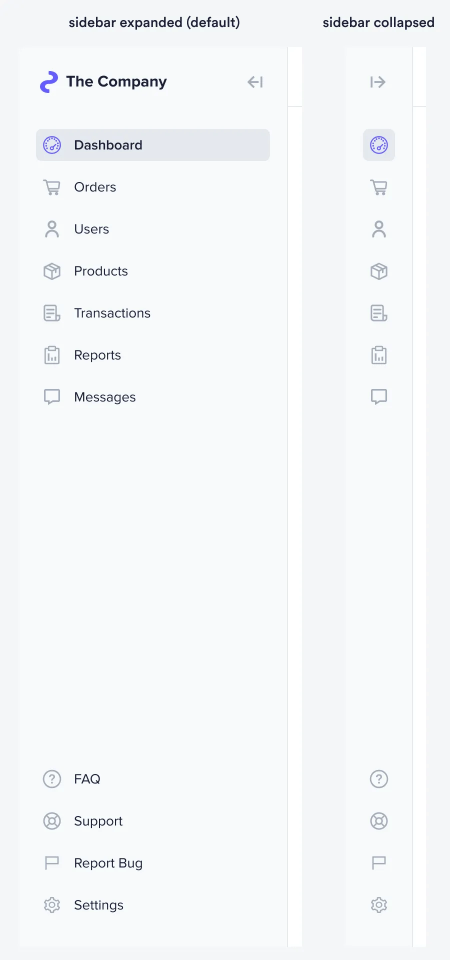 sidebar expanded (default)
sidebar collapsed
The Company
Dashboard
Orders
Users
Products
Transactions
Reports
Messages
FAQ
Support
Report Bug
Settings